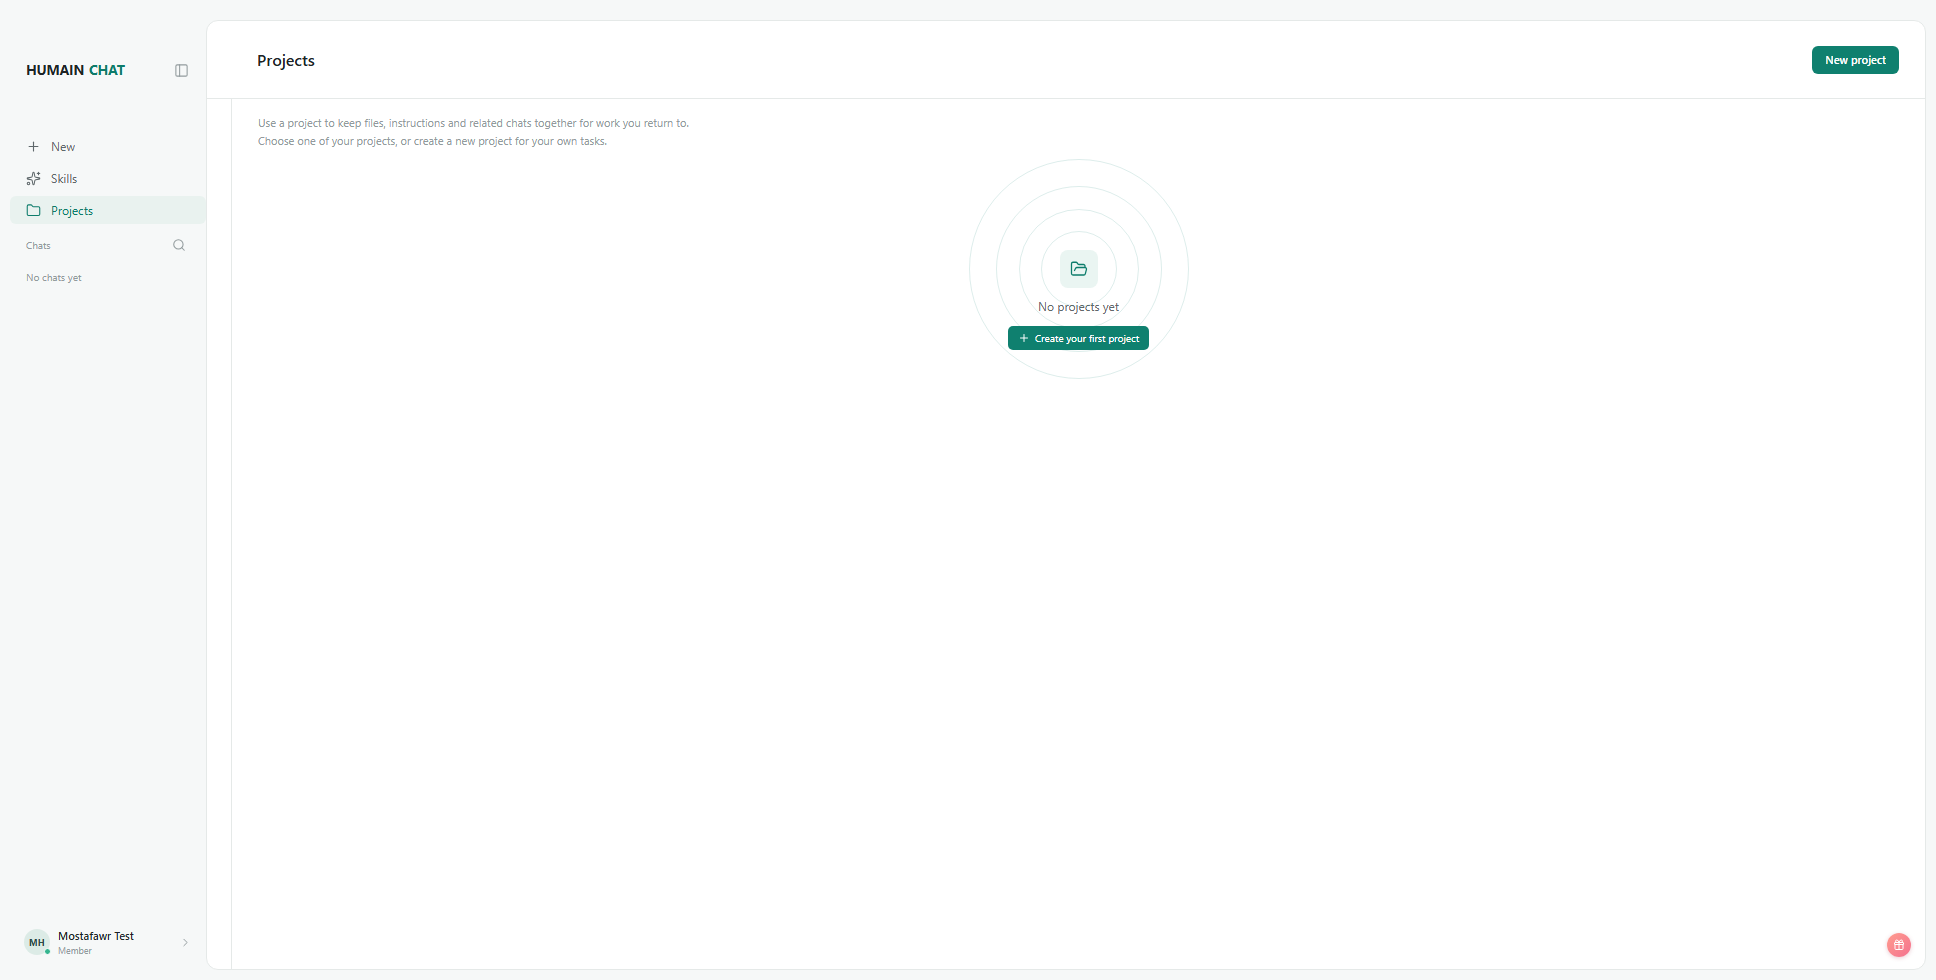 HUMAIN CHAT
New
Skills
Projects
Chats
No chats yet
Projects
New project
Use a project to keep files, instructions and related chats together for work you return to.
Choose one of your projects, or create a new project for your own tasks.
No projects yet
Create your first project
MH
Mostafawr Test
Member